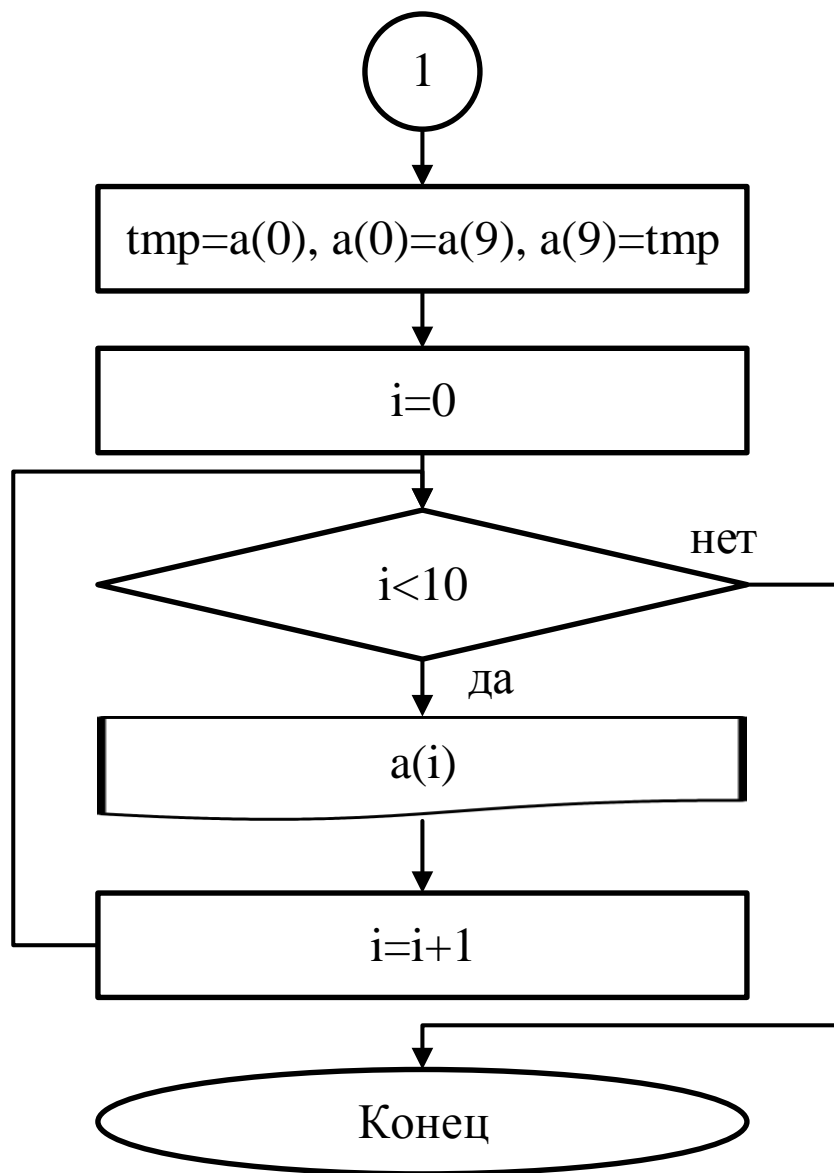 1
tmp=a(0), a(0)=a(9), a(9)=tmp
i=0
нет
i<10
да
a(i)
i=i+1
Конец